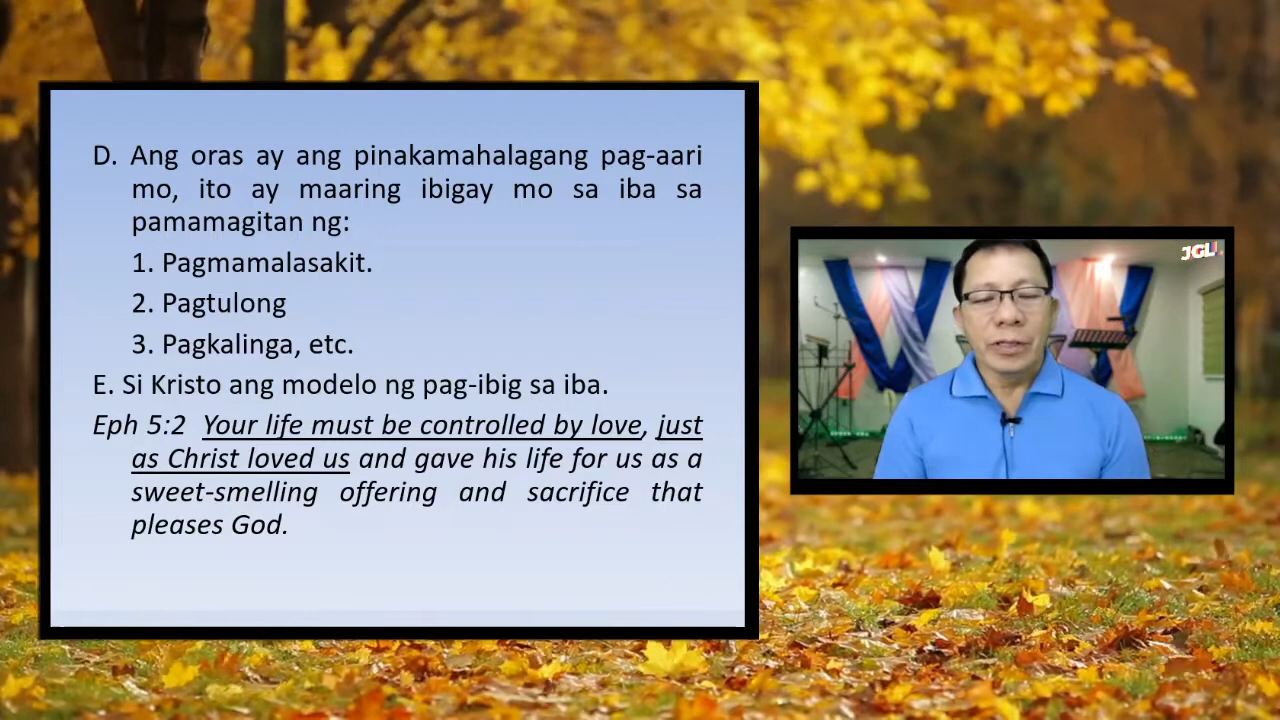 D. Ang oras ay ang pinakamahalagang pag-aari
mo, ito ay maaring ibigay mo sa iba sa
pamamagitan ng:
1. Pagmamalasakit.
2. Pagtulong
3. Pagkalinga, etc.
E. Si Kristo ang modelo ng pag-ibig sa iba.
Eph 5:2 Your life must be controlled by love, just
as Christ loved us and gave his life for us as a
sweet-smelling offering and sacrifice that
pleases God.
JGLI